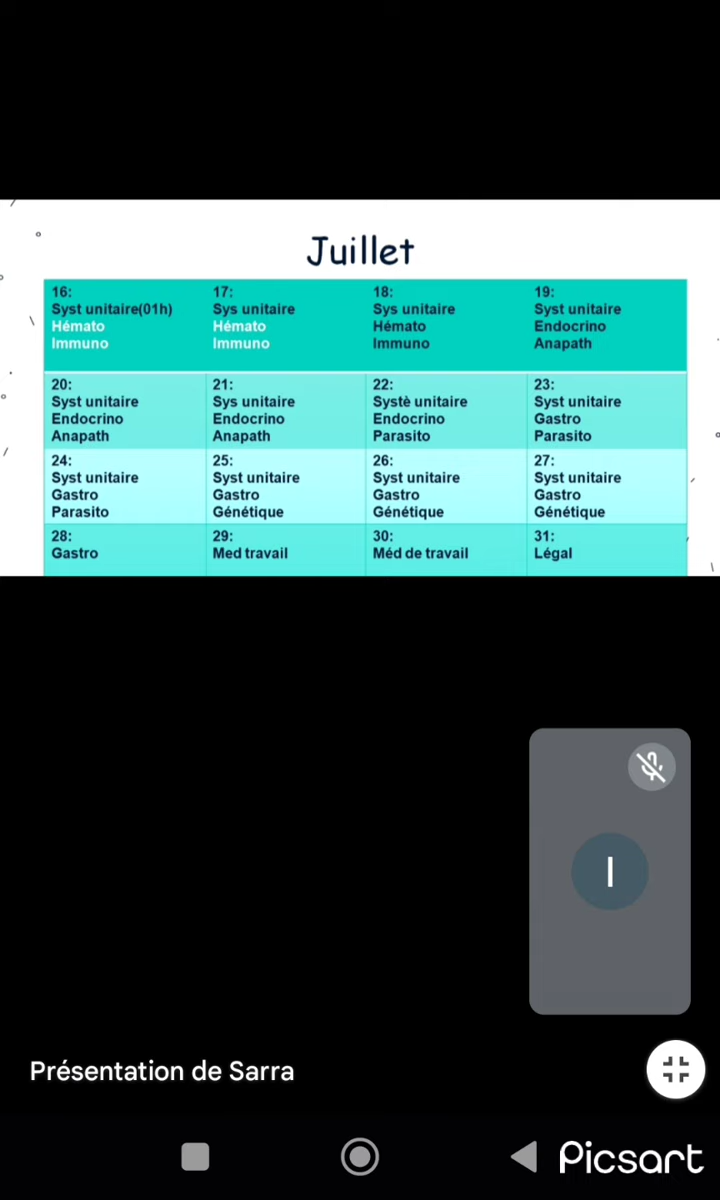 Juillet
16:
Syst unitaire(01h)
Hémato
Immuno
17:
Sys unitaire
Hémato
Immuno
18:
Sys unitaire
Hémato
Immuno
19:
Syst unitaire
Endocrino
Anapath
20:
Syst unitaire
Endocrino
Anapath
21:
Sys unitaire
Endocrino
Anapath
22:
Systè unitaire
Endocrino
Parasito
23:
Syst unitaire
Gastro
Parasito
24:
Syst unitaire
Gastro
Parasito
25:
Syst unitaire
Gastro
Génétique
26:
Syst unitaire
Gastro
Génétique
27:
Syst unitaire
Gastro
Génétique
28:
Gastro
29:
Med travail
30:
Méd de travail
31:
Légal
I
Présentation de Sarra
Picsart